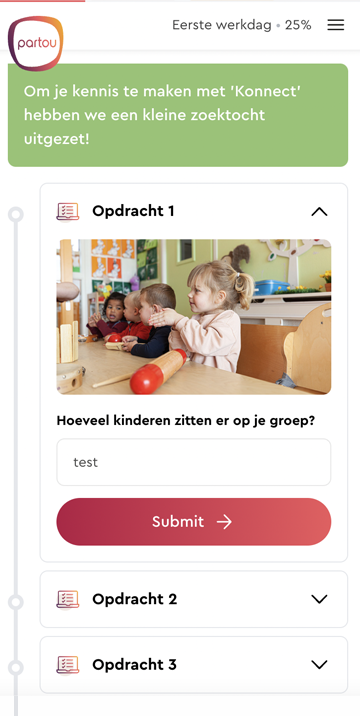 partou
Eerste werkdag • 25%
Om je kennis te maken met 'Konnect'
hebben we een kleine zoektocht
uitgezet!
Opdracht 1
Hoeveel kinderen zitten er op je groep?
test
Submit
Opdracht 2
Opdracht 3